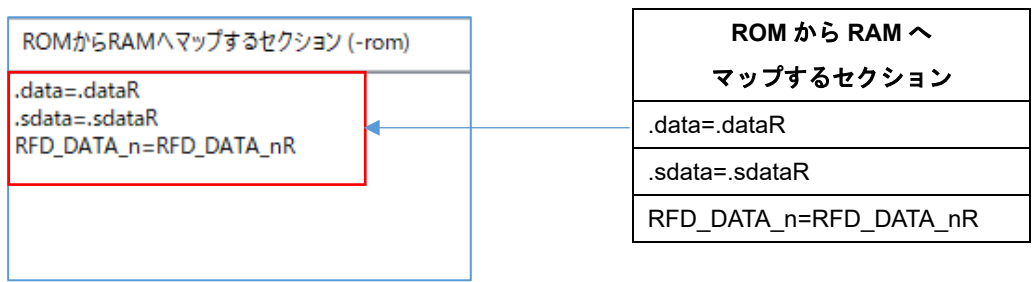 ROMからRAMへマップするセクション (-rom)
.data=.dataR
.sdata=.sdataR
RFD_DATA_n=RFD_DATA_nR
ROM から RAM へ
マップするセクション
.data=.dataR
.sdata=.sdataR
RFD_DATA_n=RFD_DATA_nR